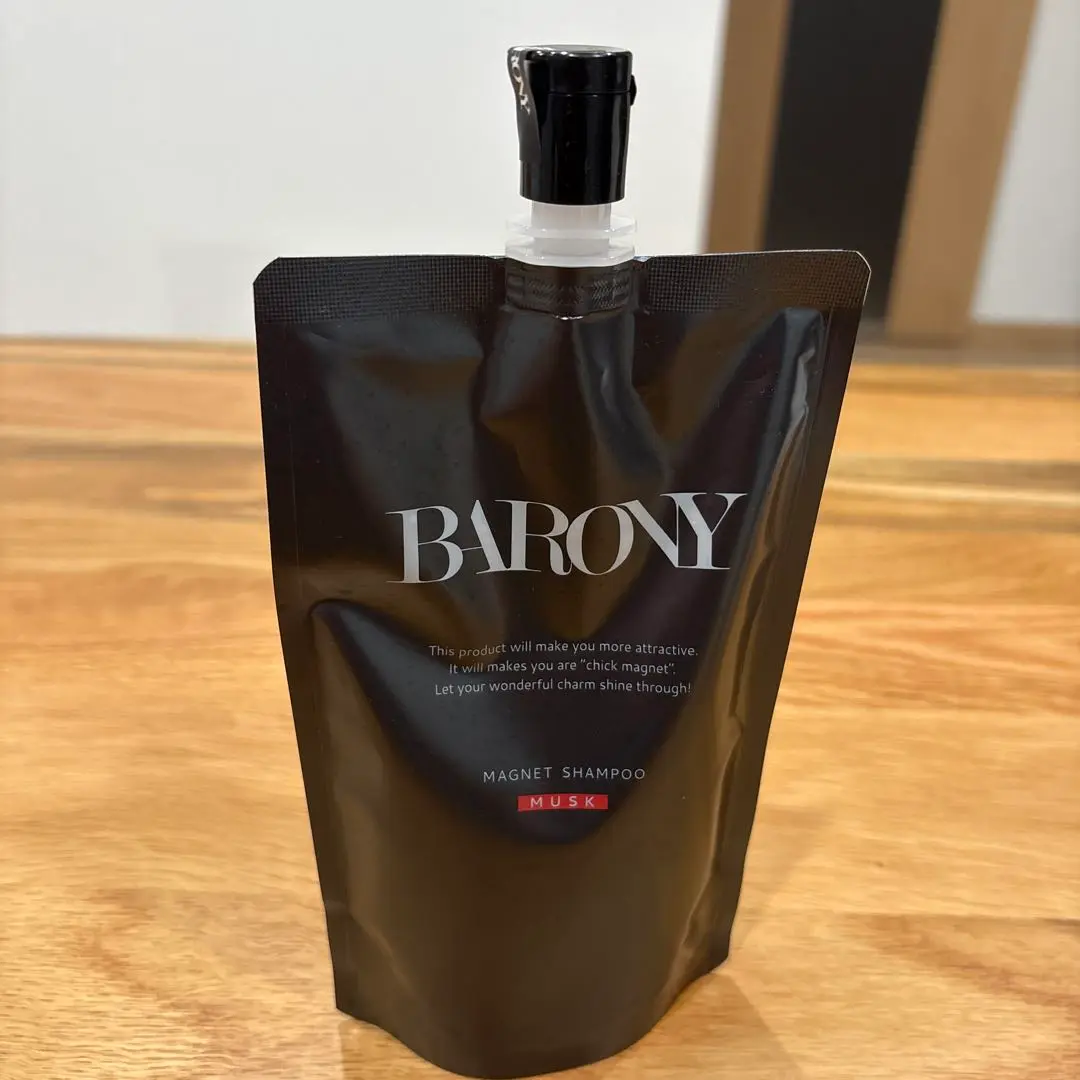 RONY
BARONY
This product will make you more attractive.
It will makes you are "chick magnet".
Let your wonderful charm shine through!
MAGNET SHAMPOO
MUSK